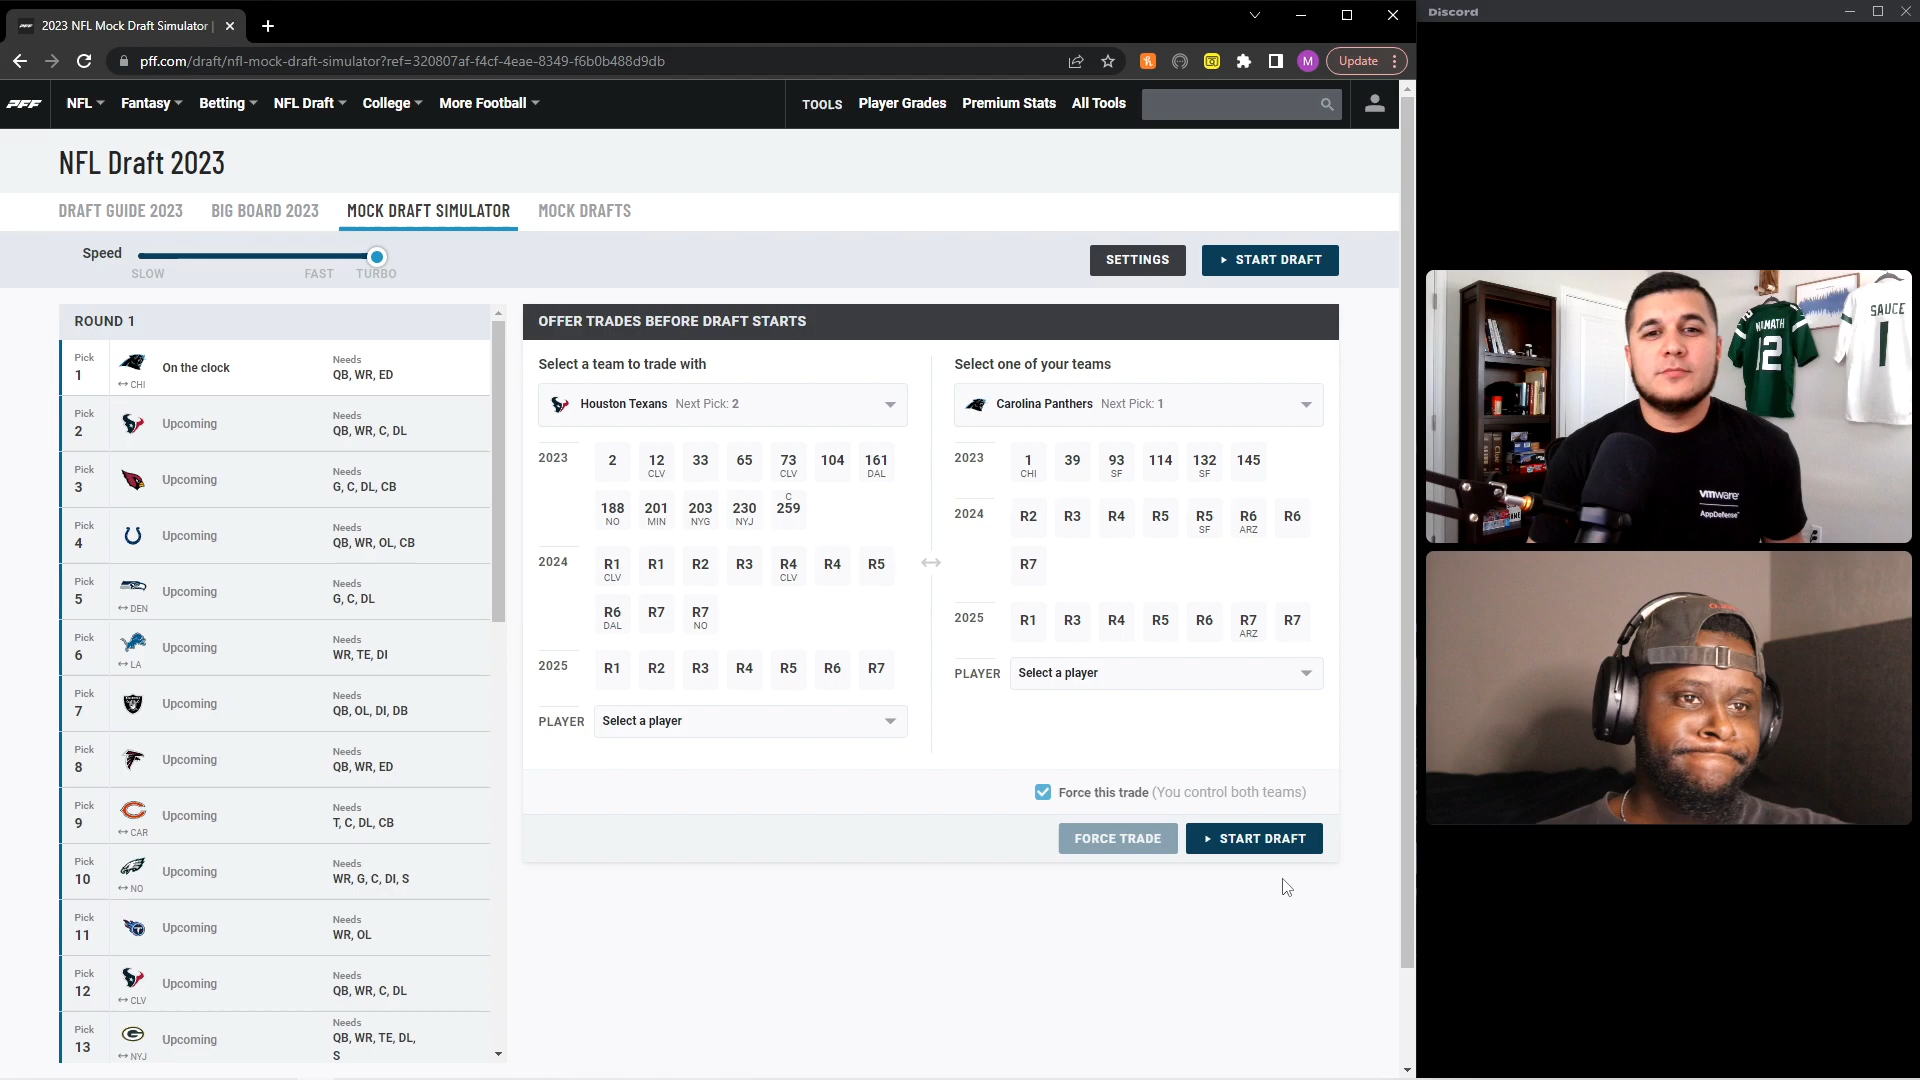 2023 NFL Mock Draft Simulator |
Discord
pff.com/draft/nfl-mock-draft-simulator?ref=320807af-f4cf-4eae-8349-f6b0b488d9db
M
Update
PFF
NFL
Fantasy
Betting
NFL Draft
College
More Football
TOOLS
Player Grades
Premium Stats
All Tools
NFL Draft 2023
DRAFT GUIDE 2023
BIG BOARD 2023
MOCK DRAFT SIMULATOR
MOCK DRAFTS
Speed
SLOW
FAST
TURBO
SETTINGS
START DRAFT
ROUND 1
Pick 1
CHI
On the clock
Needs
QB, WR, ED
Pick 2
Upcoming
Needs
QB, WR, C, DL
Pick 3
Upcoming
Needs
G, C, DL, CB
Pick 4
Upcoming
Needs
QB, WR, OL, CB
Pick 5
DEN
Upcoming
Needs
G, C, DL
Pick 6
LA
Upcoming
Needs
WR, TE, DI
Pick 7
Upcoming
Needs
QB, OL, DI, DB
Pick 8
Upcoming
Needs
QB, WR, ED
Pick 9
CAR
Upcoming
Needs
T, C, DL, CB
Pick 10
NO
Upcoming
Needs
WR, G, C, DI, S
Pick 11
Upcoming
Needs
WR, OL
Pick 12
CLV
Upcoming
Needs
QB, WR, C, DL
Pick 13
NYJ
Upcoming
Needs
QB, WR, TE, DL,
S
OFFER TRADES BEFORE DRAFT STARTS
Select a team to trade with
Houston Texans Next Pick: 2
2023
2 12 33 65 73 104 161
CLV CLV DAL
C
188 201 203 230 259
NO MIN NYG NYJ
2024
R1 R1 R2 R3 R4 R4 R5
CLV CLV
R6 R7 R7
DAL NO
2025
R1 R2 R3 R4 R5 R6 R7
PLAYER
Select a player
Select one of your teams
Carolina Panthers Next Pick: 1
2023
1 39 93 114 132 145
CHI SF SF
2024
R2 R3 R4 R5 R5 R6 R6
SF ARZ
R7
2025
R1 R3 R4 R5 R6 R7 R7
ARZ
PLAYER
Select a player
Force this trade (You control both teams)
FORCE TRADE
START DRAFT
NAMATH
12
SAUCE
1
vmware
AppDefense